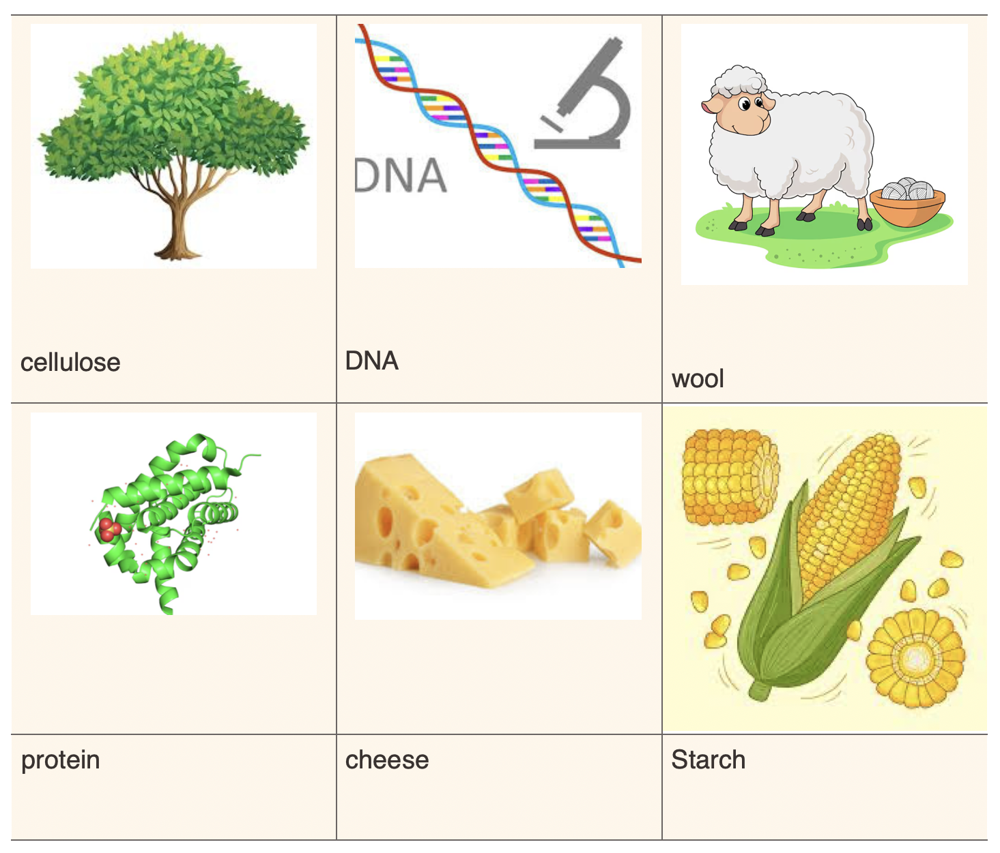 DNA
cellulose
DNA
wool
protein
cheese
Starch